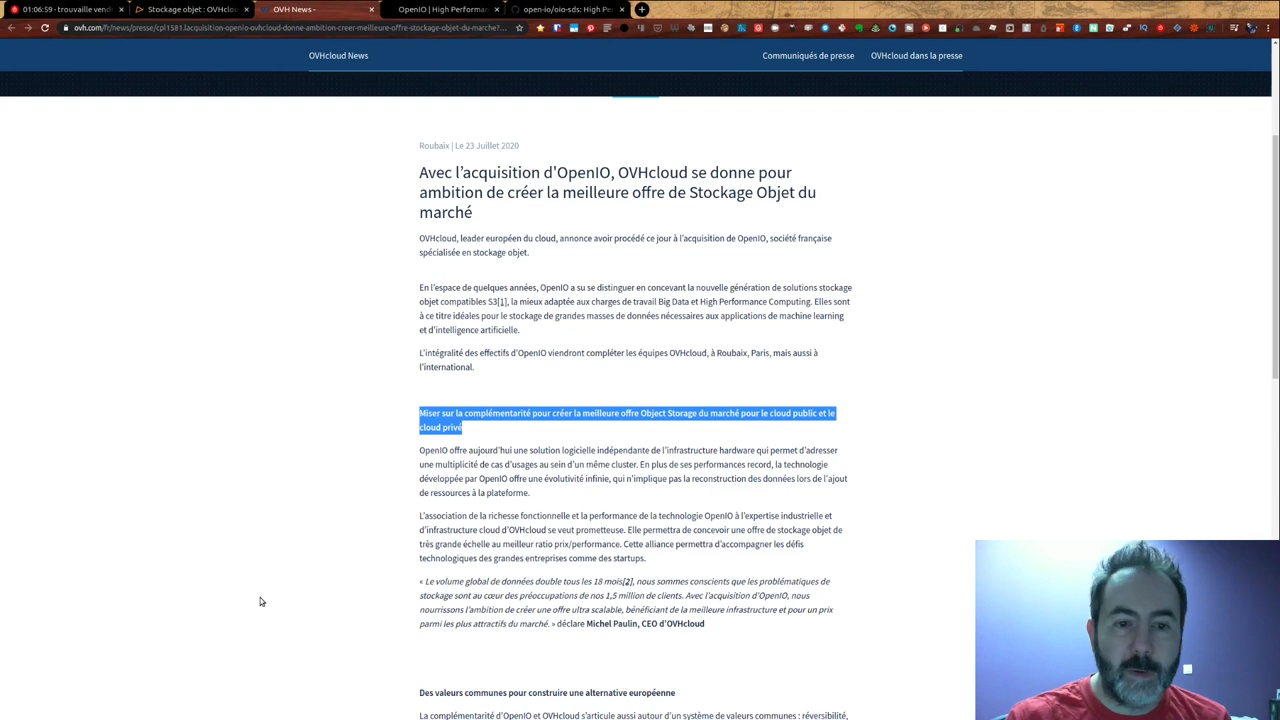 01:06:59 - trouvaille vend
Stockage objet : OVHclou
OVH News -
OpenIO | High Performan
open-io/oio-sds: High Pe
ovh.com/fr/news/presse/cpl1581.lacquisition-openio-ovhcloud-donne-ambition-creer-meilleure-offre-stockage-objet-du-marche?...
OVHcloud News
Communiqués de presse
OVHcloud dans la presse
Roubaix | Le 23 Juillet 2020
Avec l’acquisition d'OpenIO, OVHcloud se donne pour
ambition de créer la meilleure offre de Stockage Objet du
marché
OVHcloud, leader européen du cloud, annonce avoir procédé ce jour à l’acquisition de OpenIO, société française
spécialisée en stockage objet.
En l’espace de quelques années, OpenIO a su se distinguer en concevant la nouvelle génération de solutions stockage
objet compatibles S3[1], la mieux adaptée aux charges de travail Big Data et High Performance Computing. Elles sont
à ce titre idéales pour le stockage de grandes masses de données nécessaires aux applications de machine learning
et d’intelligence artificielle.
L’intégralité des effectifs d’OpenIO viendront compléter les équipes OVHcloud, à Roubaix, Paris, mais aussi à
l’international.
Miser sur la complémentarité pour créer la meilleure offre Object Storage du marché pour le cloud public et le
cloud privé
OpenIO offre aujourd’hui une solution logicielle indépendante de l’infrastructure hardware qui permet d’adresser
une multiplicité de cas d’usages au sein d’un même cluster. En plus de ses performances record, la technologie
développée par OpenIO offre une évolutivité infinie, qui n’implique pas la reconstruction des données lors de l’ajout
de ressources à la plateforme.
L’association de la richesse fonctionnelle et la performance de la technologie OpenIO à l’expertise industrielle et
d’infrastructure cloud d’OVHcloud se veut prometteuse. Elle permettra de concevoir une offre de stockage objet de
très grande échelle au meilleur ratio prix/performance. Cette alliance permettra d’accompagner les défis
technologiques des grandes entreprises comme des startups.
« Le volume global de données double tous les 18 mois[2], nous sommes conscients que les problématiques de
stockage sont au cœur des préoccupations de nos 1,5 million de clients. Avec l’acquisition d’OpenIO, nous
nourrissons l’ambition de créer une offre ultra scalable, bénéficiant de la meilleure infrastructure et pour un prix
parmi les plus attractifs du marché. » déclare Michel Paulin, CEO d’OVHcloud
Des valeurs communes pour construire une alternative européenne
La complémentarité d’OpenIO et OVHcloud s’articule aussi autour d’un système de valeurs communes : réversibilité,